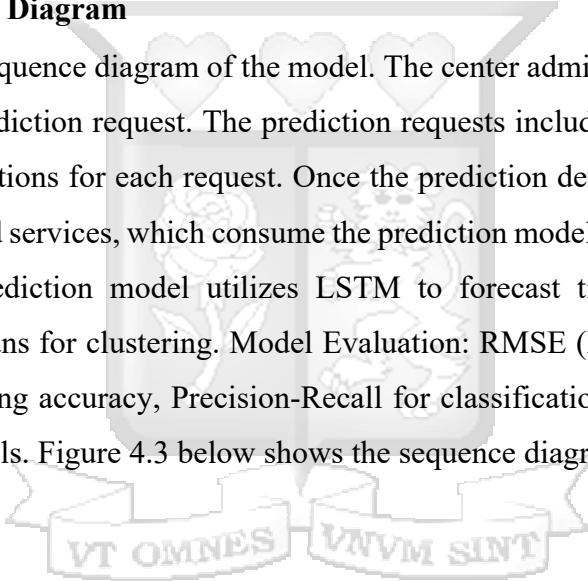 Diagram
quence diagram of the model. The center admi
diction request. The prediction requests includ
tions for each request. Once the prediction de
services, which consume the prediction model
ediction model utilizes LSTM to forecast t
ns for clustering. Model Evaluation: RMSE (
ng accuracy, Precision-Recall for classificatio
ls. Figure 4.3 below shows the sequence diagr
VT OMNES VNVM SINT